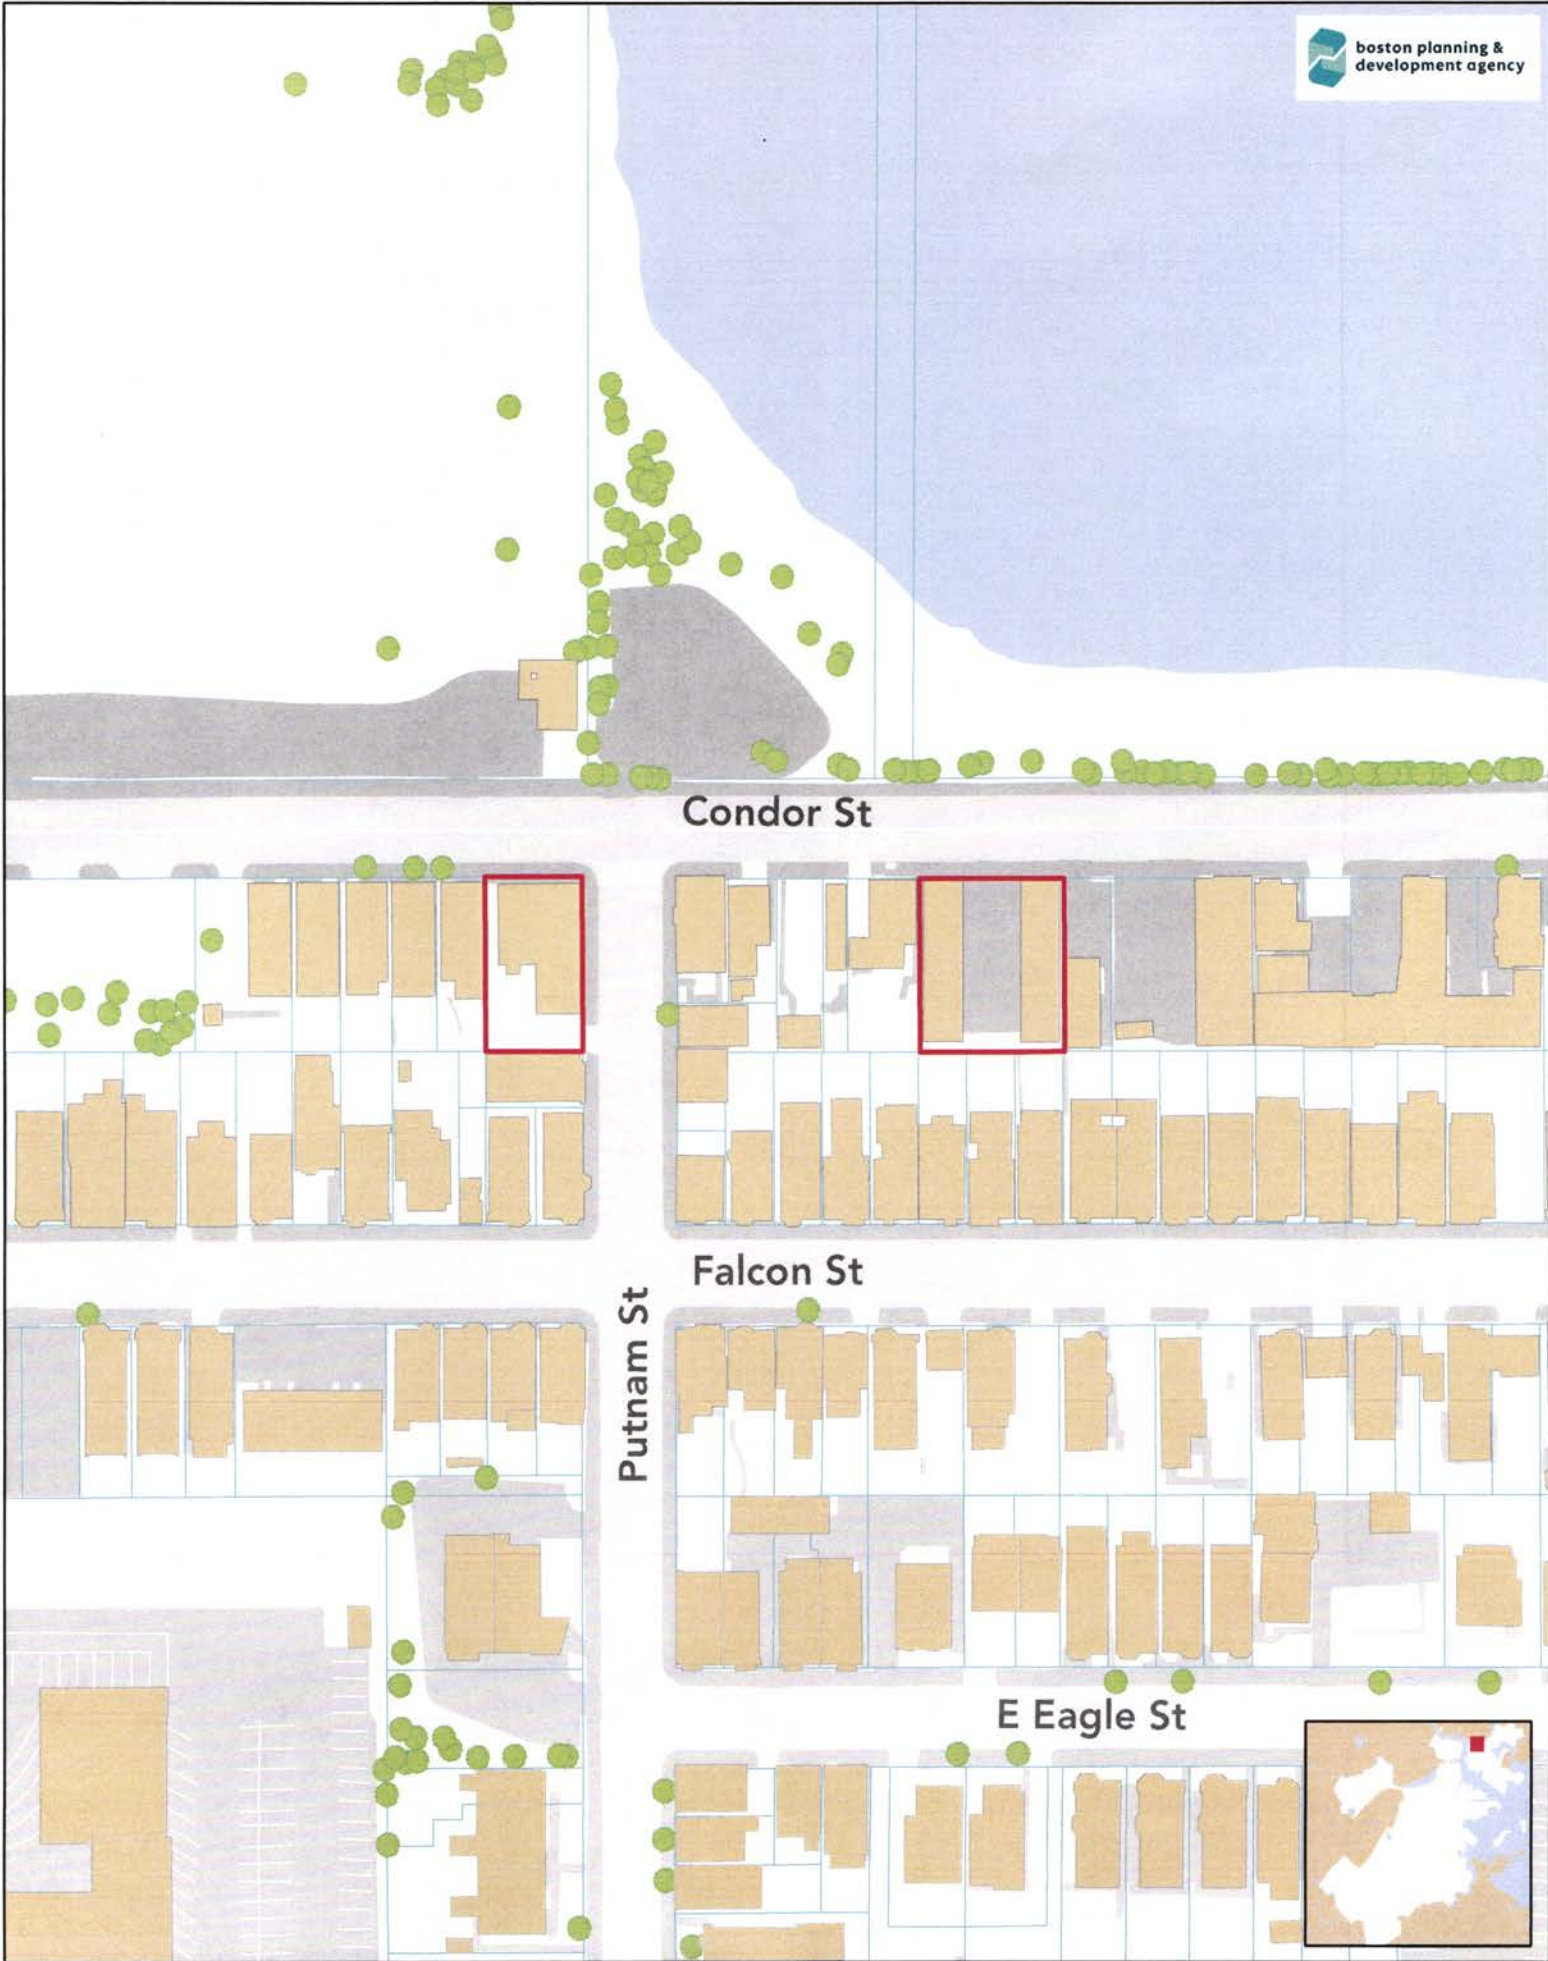 boston planning &
development agency
Condor St
Falcon St
Putnam St
E Eagle St